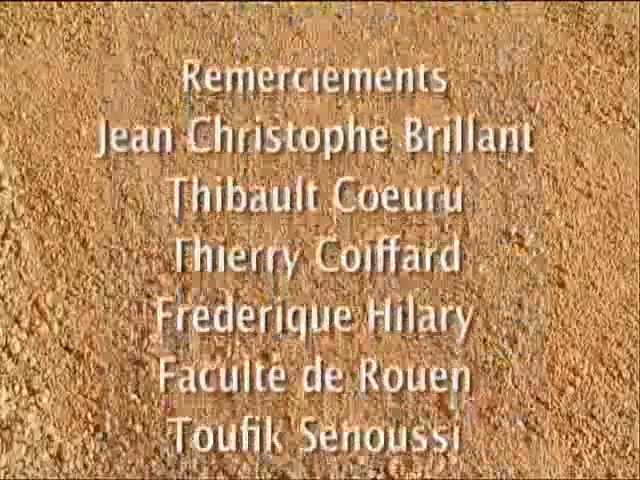 Remerciements
Jean Christophe Brillant
Thibault Coeuru
Thierry Coiffard
Frederique Hilary
Faculte de Rouen
Toufik Senoussi